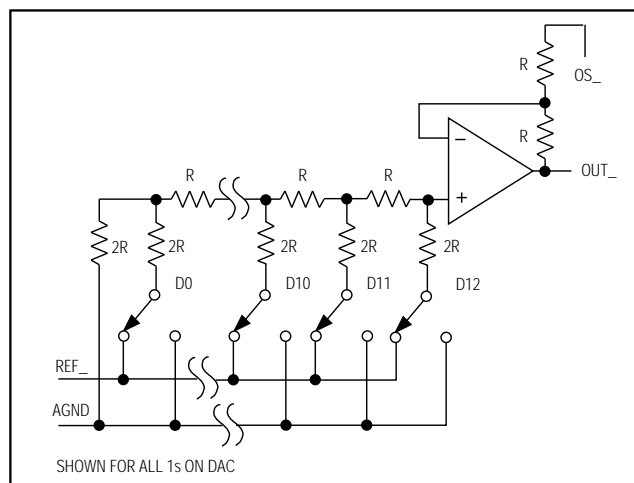 R
OS_
R
OUT_
−
+
R
R
R
2R
2R
2R
2R
2R
D0
D10
D11
D12
REF_
AGND
SHOWN FOR ALL 1s ON DAC